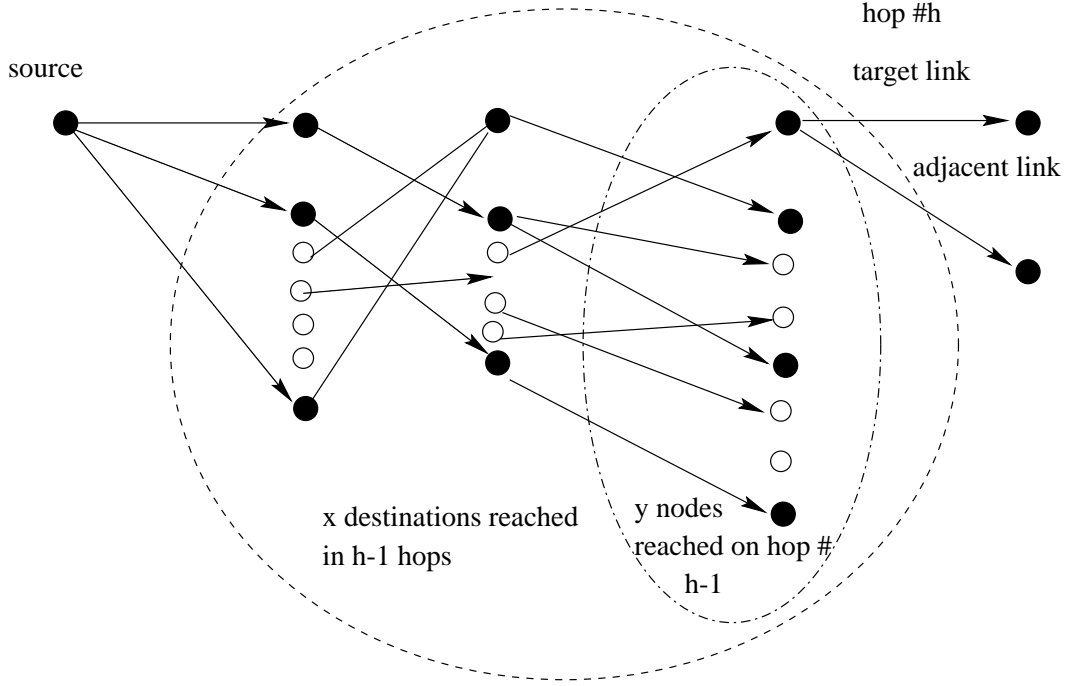 hop #h
source
target link
adjacent link
x destinations reached
in h-1 hops
y nodes
reached on hop #
h-1